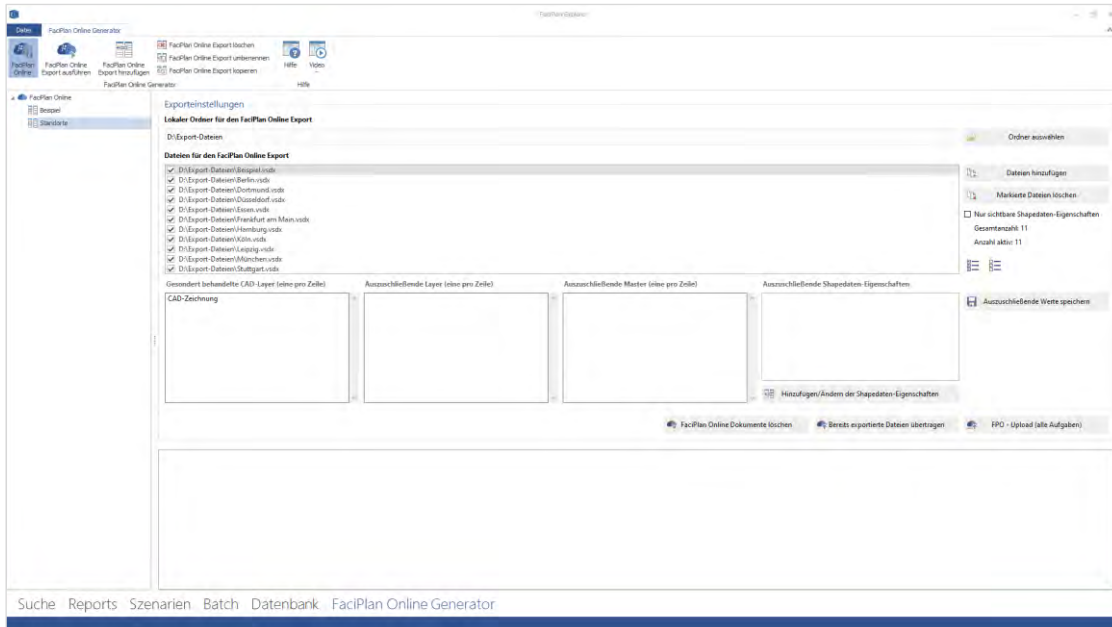 FaciPlan Explorer
Datei FaciPlan Online Generator
FaciPlan Online
FaciPlan Online Export ausführen
FaciPlan Online Export hinzufügen
FaciPlan Online Export löschen
FaciPlan Online Export umbenennen
FaciPlan Online Export kopieren
Hilfe
Video
FaciPlan Online Generator
Hilfe
FaciPlan Online
Beispiel
Standorte
Exporteinstellungen
Lokaler Ordner für den FaciPlan Online Export
D:\Export-Dateien
Ordner auswählen
Dateien für den FaciPlan Online Export
D:\Export-Dateien\Beispiel.vsdx
D:\Export-Dateien\Berlin.vsdx
D:\Export-Dateien\Dortmund.vsdx
D:\Export-Dateien\Düsseldorf.vsdx
D:\Export-Dateien\Essen.vsdx
D:\Export-Dateien\Frankfurt am Main.vsdx
D:\Export-Dateien\Hamburg.vsdx
D:\Export-Dateien\Köln.vsdx
D:\Export-Dateien\Leipzig.vsdx
D:\Export-Dateien\München.vsdx
D:\Export-Dateien\Stuttgart.vsdx
Dateien hinzufügen
Markierte Dateien löschen
Nur sichtbare Shapedaten-Eigenschaften
Gesamtanzahl: 11
Anzahl aktiv: 11
Gesondert behandelte CAD-Layer (eine pro Zeile)
CAD-Zeichnung
Auszuschließende Layer (eine pro Zeile)
Auszuschließende Master (eine pro Zeile)
Auszuschließende Shapedaten-Eigenschaften:
Auszuschließende Werte speichern
Hinzufügen/Ändern der Shapedaten-Eigenschaften
FaciPlan Online Dokumente löschen
Bereits exportierte Dateien übertragen
FPO - Upload (alle Aufgaben)
Suche Reports Szenarien Batch Datenbank FaciPlan Online Generator